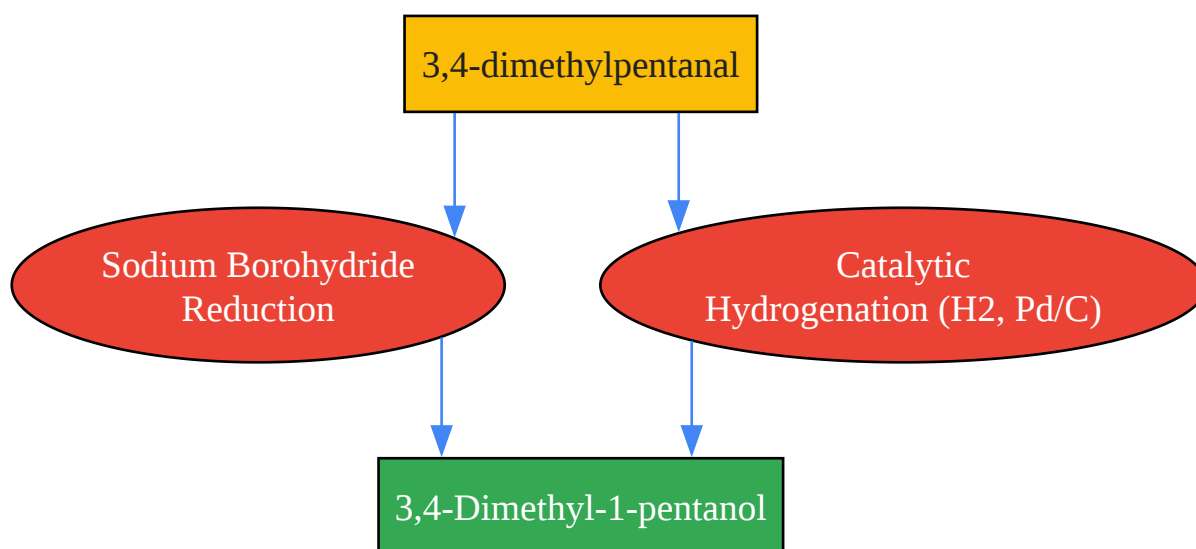 3,4-dimethylpentanal
Sodium Borohydride
Reduction
Catalytic
Hydrogenation (H2, Pd/C)
3,4-Dimethyl-1-pentanol